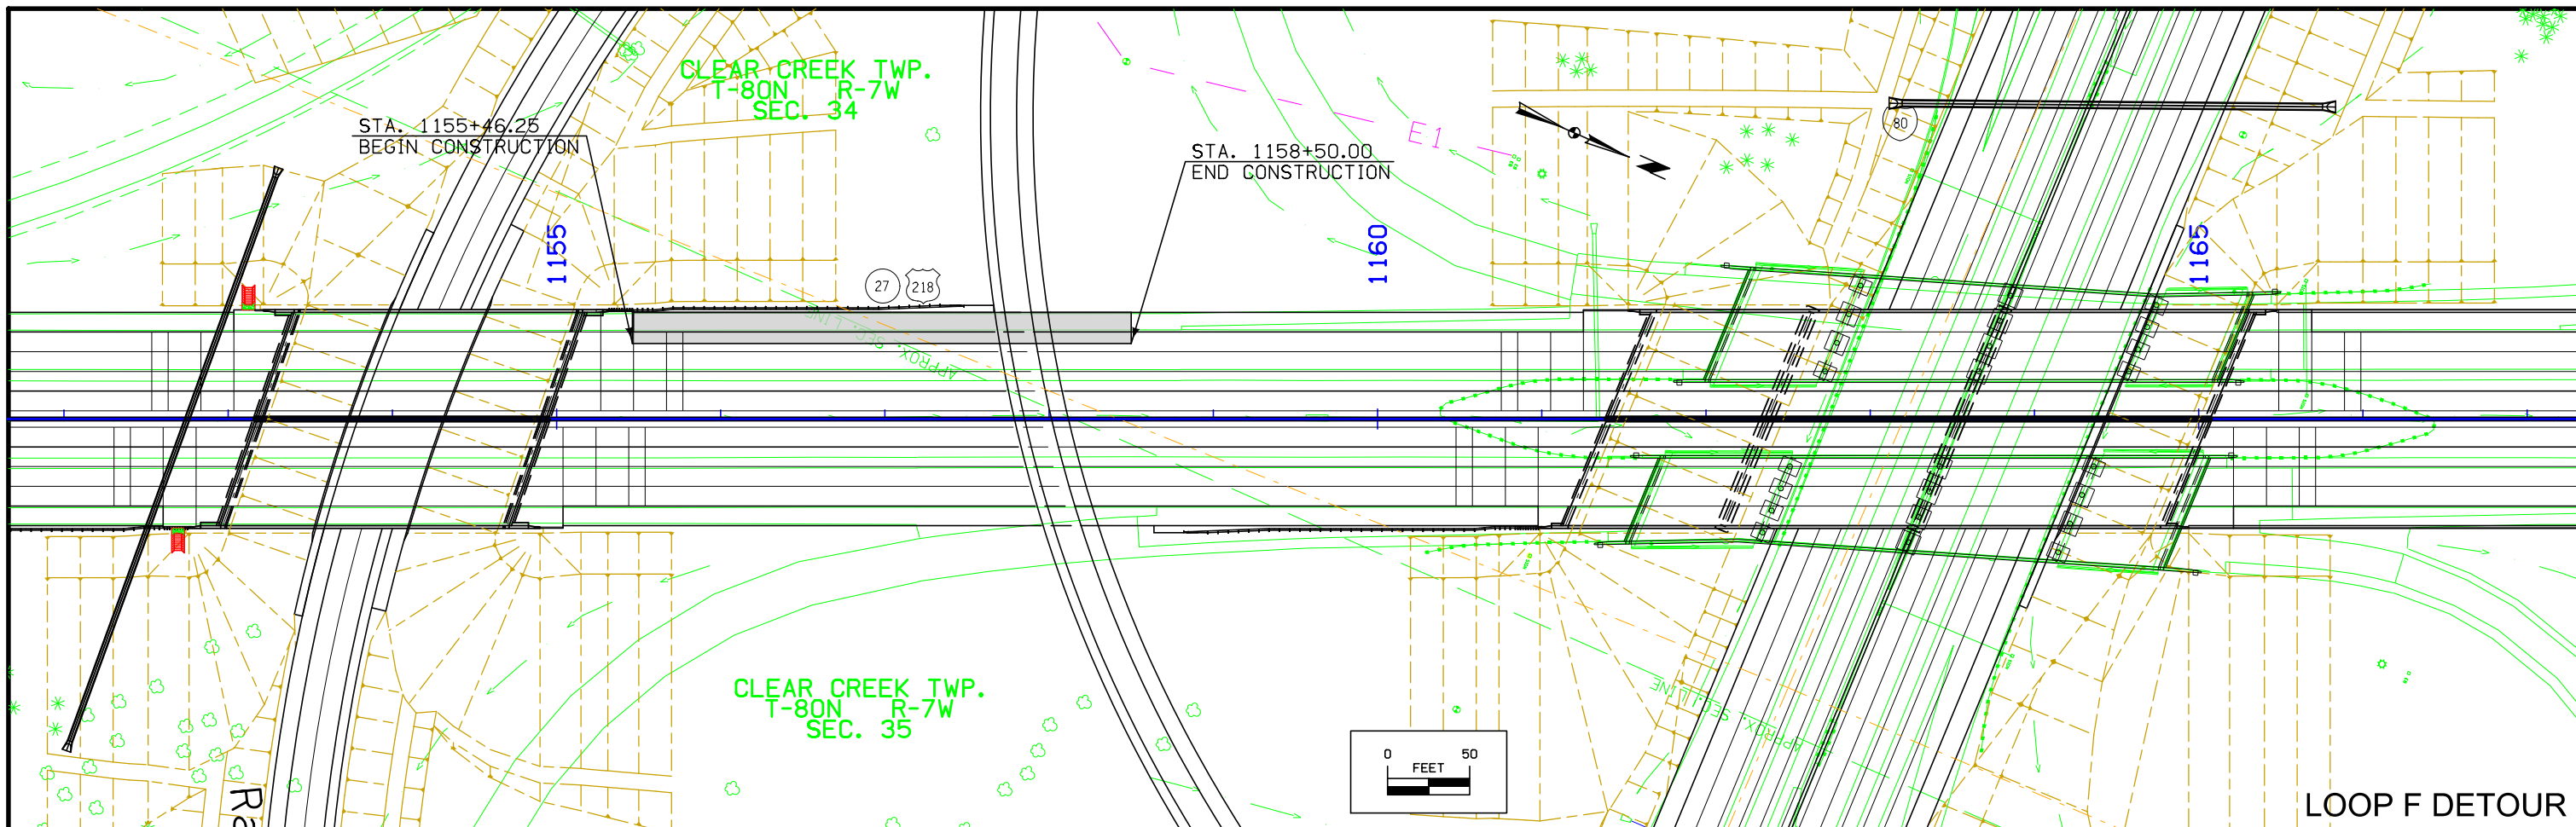 CLEAR CREEK TWP.
T-80N R-7W
SEC. 34
STA. 1155+46.25
BEGIN CONSTRUCTION
STA. 1158+50.00
END CONSTRUCTION
E1
N
80
1155
1160
1165
27
218
APPROX. SEC. LINE
CLEAR CREEK TWP.
T-80N R-7W
SEC. 35
APPROX. SEC. LINE
0 50
FEET
Ra
LOOP F DETOUR